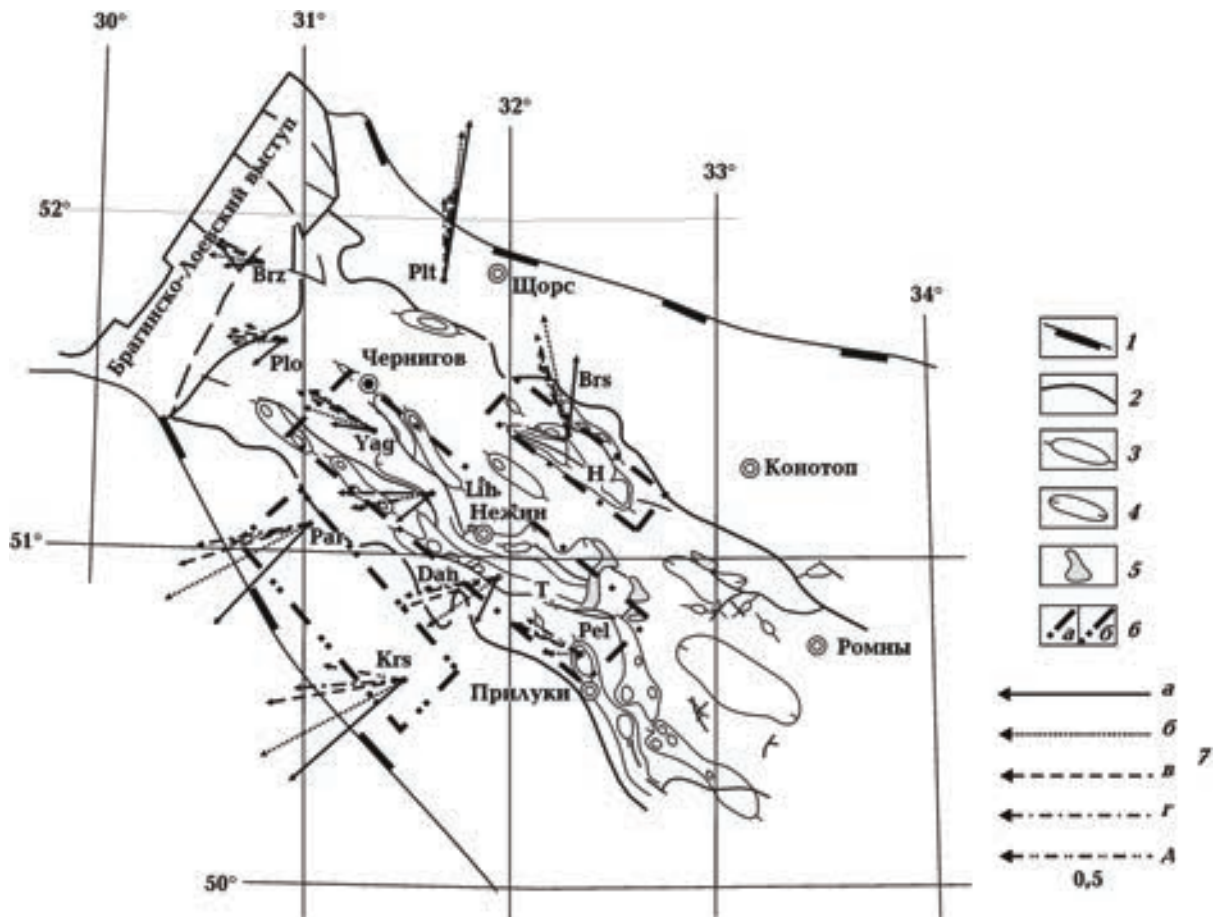 30°
31°
32°
33°
34°
52°
51°
50°
Брагинско-Лоевский выступ
Brz
Plt
Щорс
Plo
Чернигов
Brs
Yag
Конотоп
H
Lih
Нежин
Par
Dan
T
Pel
Ромны
Krs
Прилуки
1
2
3
4
5
а б 6
а
б
в
г
д
7
0,5